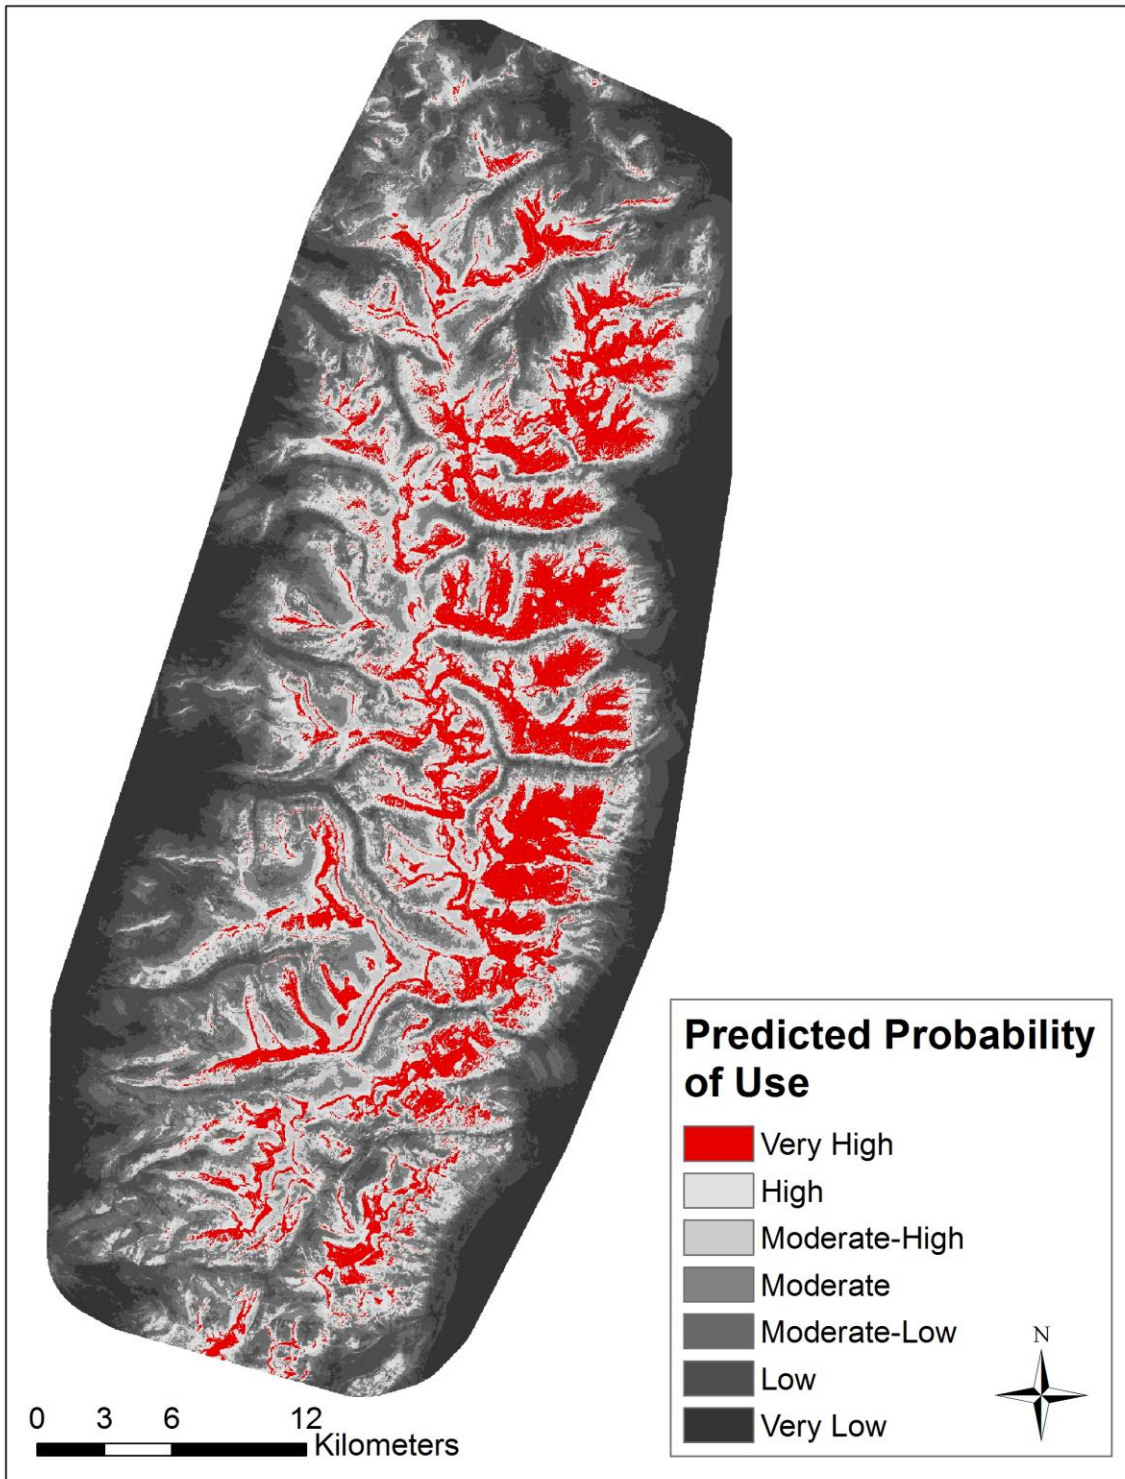 Predicted Probability
of Use
Very High
High
Moderate-High
Moderate
Moderate-Low
Low
Very Low
N
0 3 6 12
Kilometers